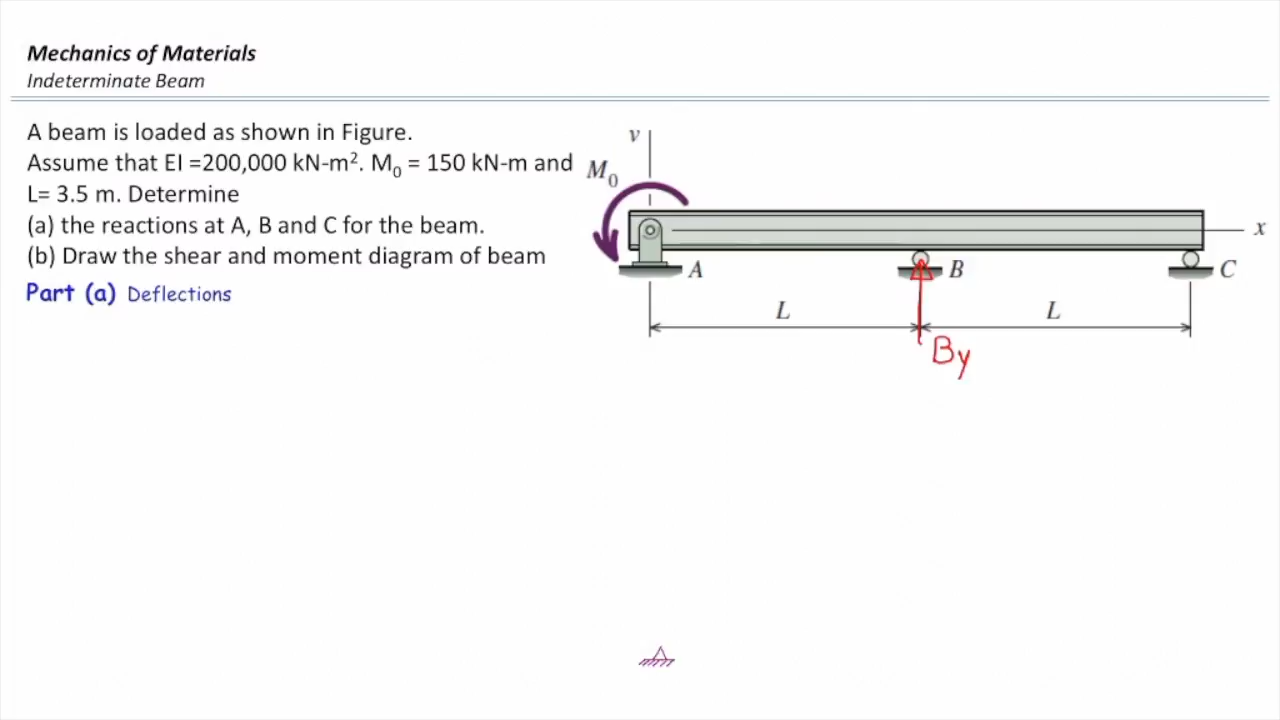 Mechanics of Materials
Indeterminate Beam
A beam is loaded as shown in Figure.
Assume that EI =200,000 kN-m². M₀ = 150 kN-m and
L= 3.5 m. Determine
(a) the reactions at A, B and C for the beam.
(b) Draw the shear and moment diagram of beam
Part (a) Deflections
v
M₀
x
A
B
C
L
L
By